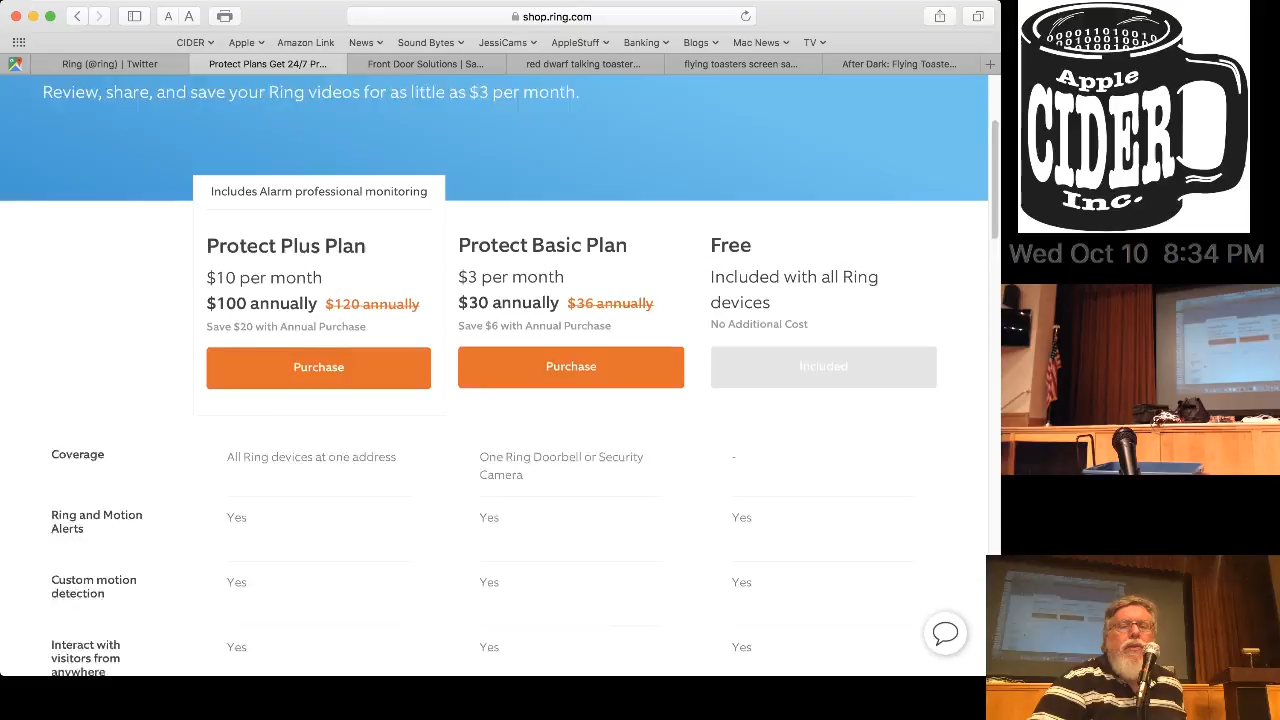 shop.ring.com
A A
CIDER Apple Amazon Link News Sound Bytes JessiCams AppleStuff Banking Blogs Mac News TV
Ring (@ring) | Twitter
Protect Plans Get 24/7 Pr...
Front Door Solutions | Sa...
red dwarf talking toaster...
flying toasters screen sa...
After Dark: Flying Toaste...
Review, share, and save your Ring videos for as little as $3 per month.
Includes Alarm professional monitoring
Protect Plus Plan
$10 per month
$100 annually $120 annually
Save $20 with Annual Purchase
Purchase
Protect Basic Plan
$3 per month
$30 annually $36 annually
Save $6 with Annual Purchase
Purchase
Free
Included with all Ring
devices
No Additional Cost
Included
Coverage
All Ring devices at one address
One Ring Doorbell or Security
Camera
-
Ring and Motion
Alerts
Yes
Yes
Yes
Custom motion
detection
Yes
Yes
Yes
Interact with
visitors from
anywhere
Yes
Yes
Yes
000011010010
Apple
CIDER
Inc.
Wed Oct 10 8:34 PM